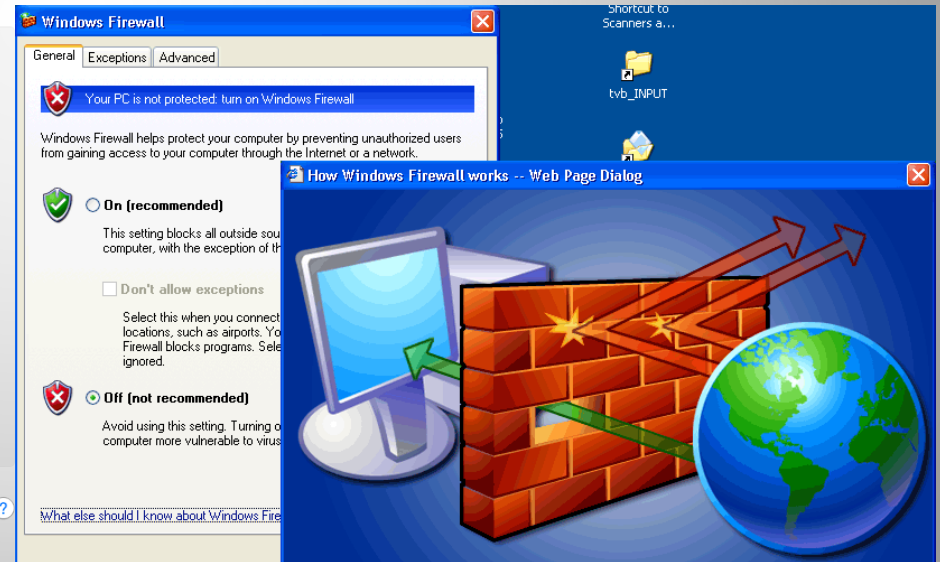 Windows Firewall
General Exceptions Advanced
Your PC is not protected: turn on Windows Firewall
Windows Firewall helps protect your computer by preventing unauthorized users
from gaining access to your computer through the Internet or a network.
On (recommended)
This setting blocks all outside sou
computer, with the exception of th
Don't allow exceptions
Select this when you connect
locations, such as airports. Yo
Firewall blocks programs. Sele
ignored.
Off (not recommended)
Avoid using this setting. Turning o
computer more vulnerable to virus
What else should I know about Windows Fire
?
Shortcut to
Scanners a...
tvb_INPUT
How Windows Firewall works -- Web Page Dialog